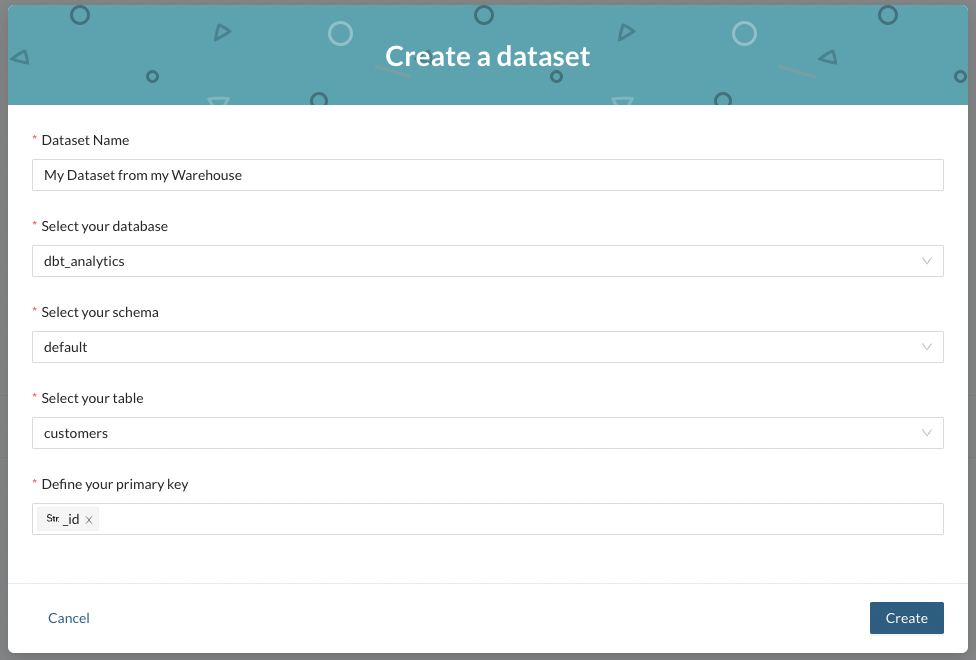 Create a dataset
* Dataset Name
My Dataset from my Warehouse
* Select your database
dbt_analytics
* Select your schema
default
* Select your table
customers
* Define your primary key
Str. _id x
Cancel Create